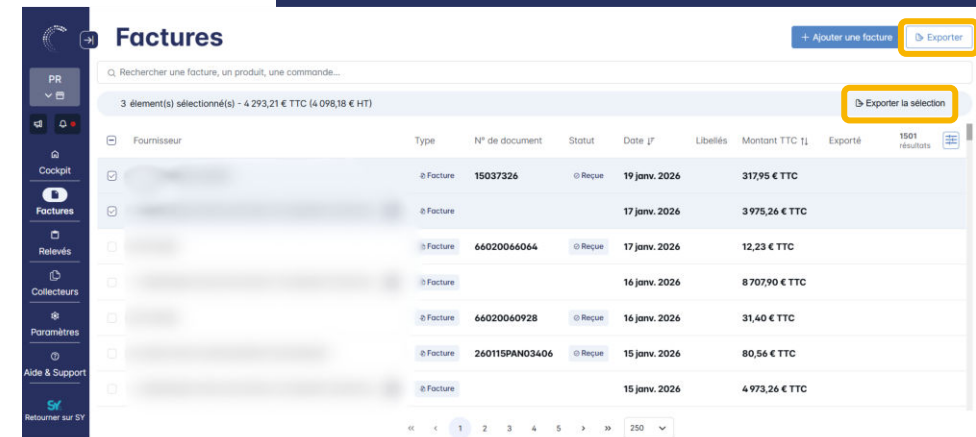 Factures
+ Ajouter une facture
Exporter
PR
Rechercher une facture, un produit, une commande...
3 élement(s) sélectionné(s) - 4 293,21 € TTC (4 098,18 € HT)
Exporter la sélection
Fournisseur Type N° de document Statut Date Libellés Montant TTC Exporté 1501 résultats
Cockpit
Facture 15037326 Reçue 19 janv. 2026 317,95 € TTC
Factures
Facture 17 janv. 2026 3 975,26 € TTC
Relevés
Facture 66020066064 Reçue 17 janv. 2026 12,23 € TTC
Collecteurs
Facture 16 janv. 2026 8 707,90 € TTC
Paramètres
Facture 66020060928 Reçue 16 janv. 2026 31,40 € TTC
Aide & Support
Facture 260115PAN03406 Reçue 15 janv. 2026 80,56 € TTC
Facture 15 janv. 2026 4 973,26 € TTC
SY
Retourner sur SY
« ‹ 1 2 3 4 5 › » 250